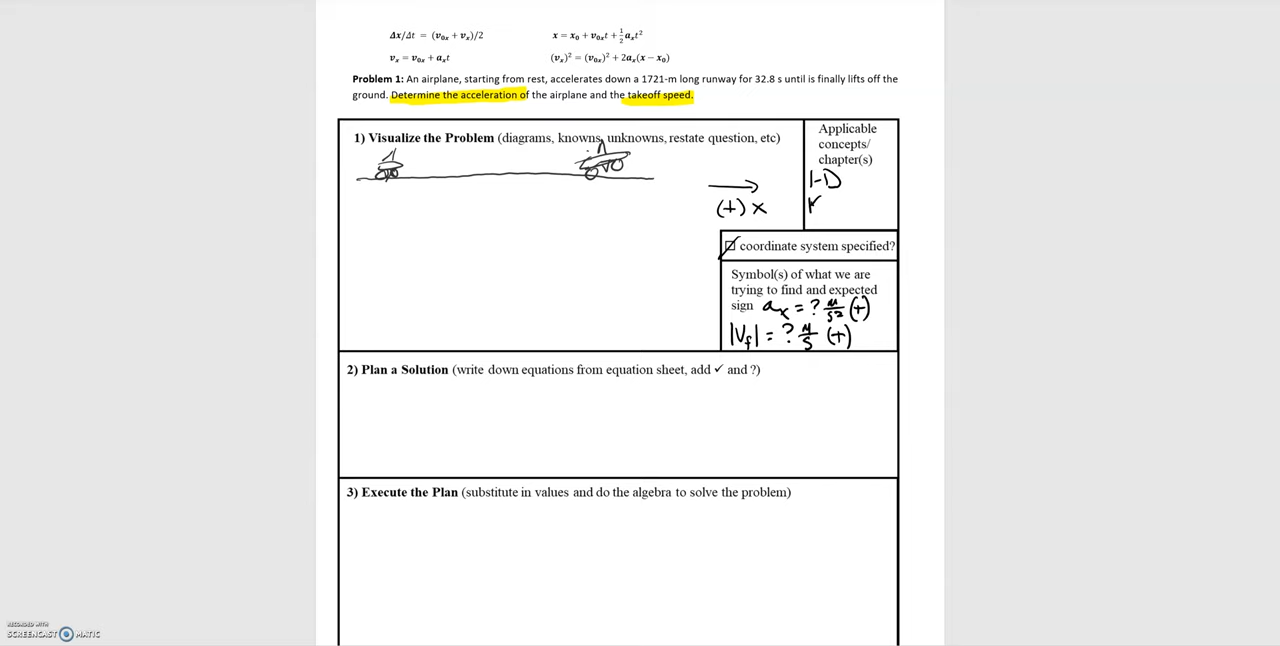 Δx/Δt = (v₀ₓ + vₓ)/2
x = x₀ + v₀ₓt + ½aₓt²
vₓ = v₀ₓ + aₓt
(vₓ)² = (v₀ₓ)² + 2aₓ(x − x₀)
Problem 1: An airplane, starting from rest, accelerates down a 1721-m long runway for 32.8 s until is finally lifts off the
ground. Determine the acceleration of the airplane and the takeoff speed.
1) Visualize the Problem (diagrams, knowns, unknowns, restate question, etc)
Applicable
concepts/
chapter(s)
1-D
K
(+) x
coordinate system specified?
Symbol(s) of what we are
trying to find and expected
sign aₓ = ? m/s² (+)
|V_f| = ? m/s (+)
2) Plan a Solution (write down equations from equation sheet, add ✓ and ?)
3) Execute the Plan (substitute in values and do the algebra to solve the problem)
RECORDED WITH
SCREENCAST MATIC